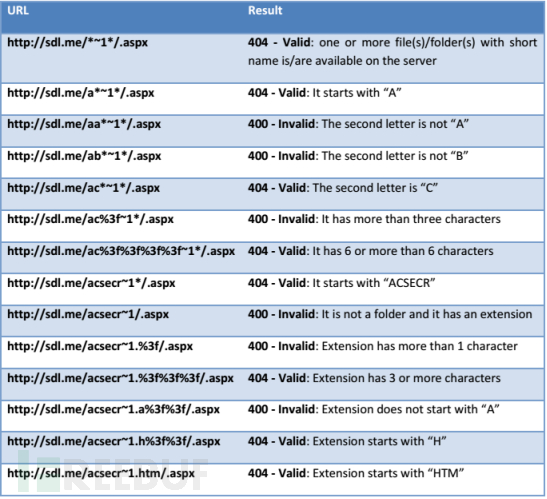 URL Result
http://sdl.me/*~1*/.aspx 404 - Valid: one or more file(s)/folder(s) with short
name is/are available on the server
http://sdl.me/a*~1*/.aspx 404 - Valid: It starts with “A”
http://sdl.me/aa*~1*/.aspx 400 - Invalid: The second letter is not “A”
http://sdl.me/ab*~1*/.aspx 400 - Invalid: The second letter is not “B”
http://sdl.me/ac*~1*/.aspx 404 - Valid: The second letter is “C”
http://sdl.me/ac%3f~1*/.aspx 400 - Invalid: It has more than three characters
http://sdl.me/ac%3f%3f%3f%3f~1*/.aspx 404 - Valid: It has 6 or more than 6 characters
http://sdl.me/acsecr~1*/.aspx 404 - Valid: It starts with “ACSECR”
http://sdl.me/acsecr~1/.aspx 400 - Invalid: It is not a folder and it has an extension
http://sdl.me/acsecr~1.%3f/.aspx 400 - Invalid: Extension has more than 1 character
http://sdl.me/acsecr~1.%3f%3f%3f/.aspx 404 - Valid: Extension has 3 or more characters
http://sdl.me/acsecr~1.a%3f%3f/.aspx 400 - Invalid: Extension does not start with “A”
http://sdl.me/acsecr~1.h%3f%3f/.aspx 404 - Valid: Extension starts with “H”
http://sdl.me/acsecr~1.htm/.aspx 404 - Valid: Extension starts with “HTM”
REEBUF